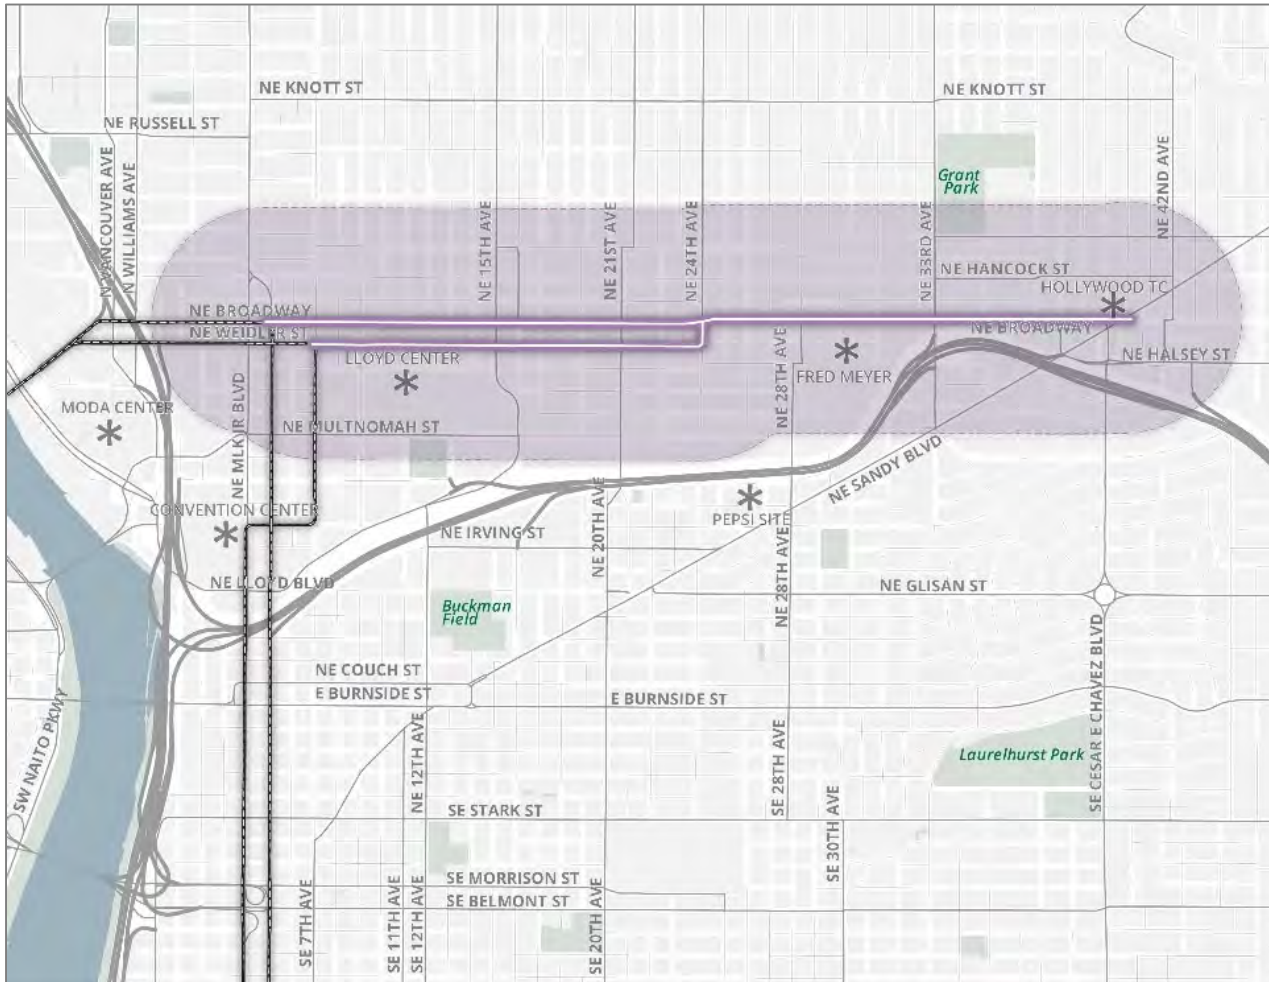 NE KNOTT ST
NE KNOTT ST
NE RUSSELL ST
N VANCOUVER AVE
N WILLIAMS AVE
Grant
Park
NE 42ND AVE
NE 15TH AVE
NE 21ST AVE
NE 24TH AVE
NE 33RD AVE
NE HANCOCK ST
HOLLYWOOD TC
NE BROADWAY
NE BROADWAY
NE WEIDLER ST
LLOYD CENTER
NE 28TH AVE
FRED MEYER
NE HALSEY ST
MODA CENTER
NE MLK JR BLVD
NE MULTNOMAH ST
NE SANDY BLVD
CONVENTION CENTER
PEPSI SITE
NE IRVING ST
NE 20TH AVE
NE 28TH AVE
NE LLOYD BLVD
NE GLISAN ST
Buckman
Field
SE CESAR E CHAVEZ BLVD
NE COUCH ST
E BURNSIDE ST
E BURNSIDE ST
SW NAITO PKWY
NE 12TH AVE
SE 28TH AVE
Laurelhurst Park
SE STARK ST
SE 30TH AVE
SE MORRISON ST
SE BELMONT ST
SE 7TH AVE
SE 11TH AVE
SE 12TH AVE
SE 20TH AVE